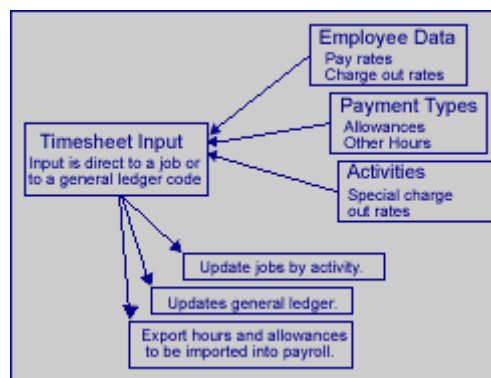 Employee Data
Pay rates
Charge out rates
Payment Types
Allowances
Other Hours
Timesheet Input
Input is direct to a job or
to a general ledger code
Activities
Special charge
out rates
Update jobs by activity.
Updates general ledger.
Export hours and allowances
to be imported into payroll.